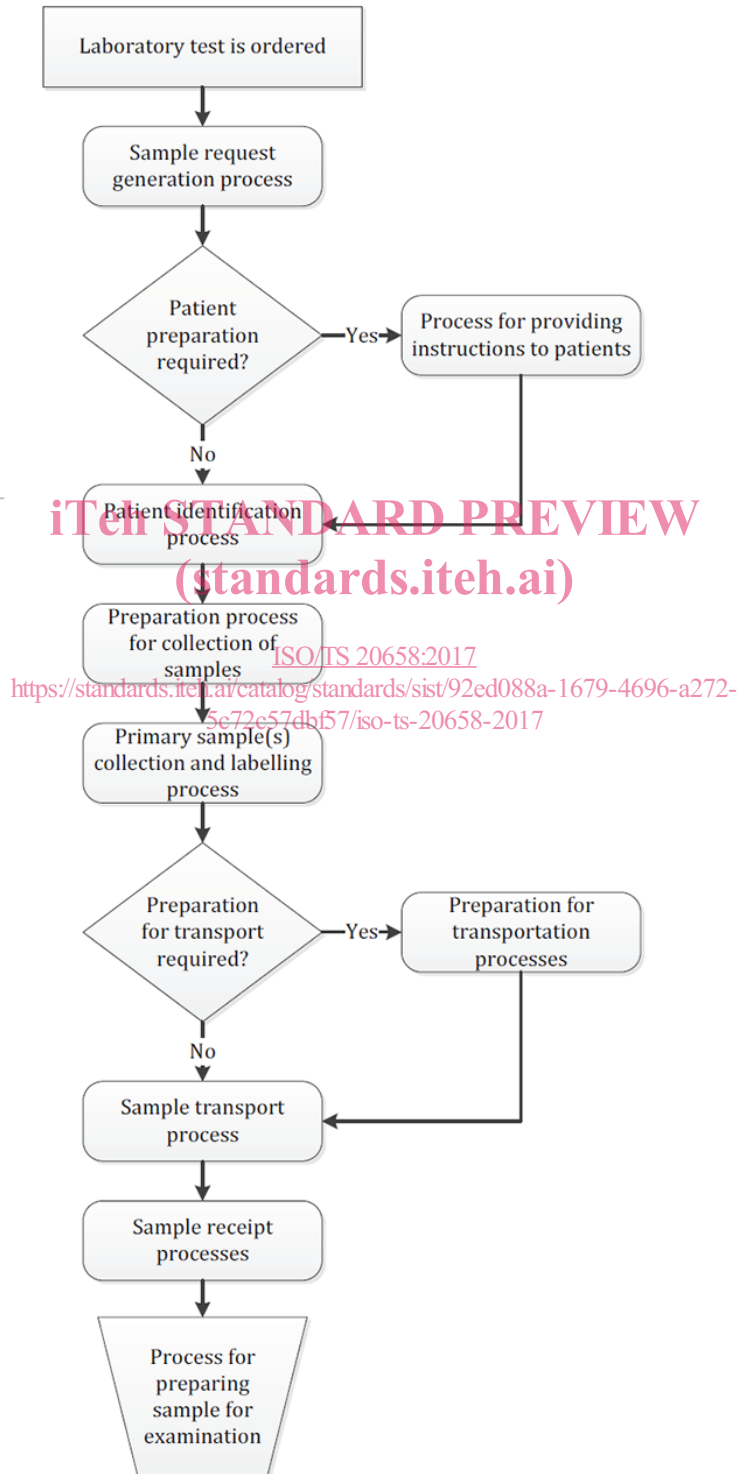 Laboratory test is ordered
Sample request
generation process
Patient
preparation
required?
Yes
Process for providing
instructions to patients
No
iTeh STANDARD PREVIEW
Patient identification
process
(standards.iteh.ai)
Preparation process
for collection of
samples
ISO/TS 20658:2017
https://standards.iteh.ai/catalog/standards/sist/92ed088a-1679-4696-a272-
5c72c57dbf57/iso-ts-20658-2017
Primary sample(s)
collection and labelling
process
Preparation
for transport
required?
Yes
Preparation for
transportation
processes
No
Sample transport
process
Sample receipt
processes
Process for
preparing
sample for
examination